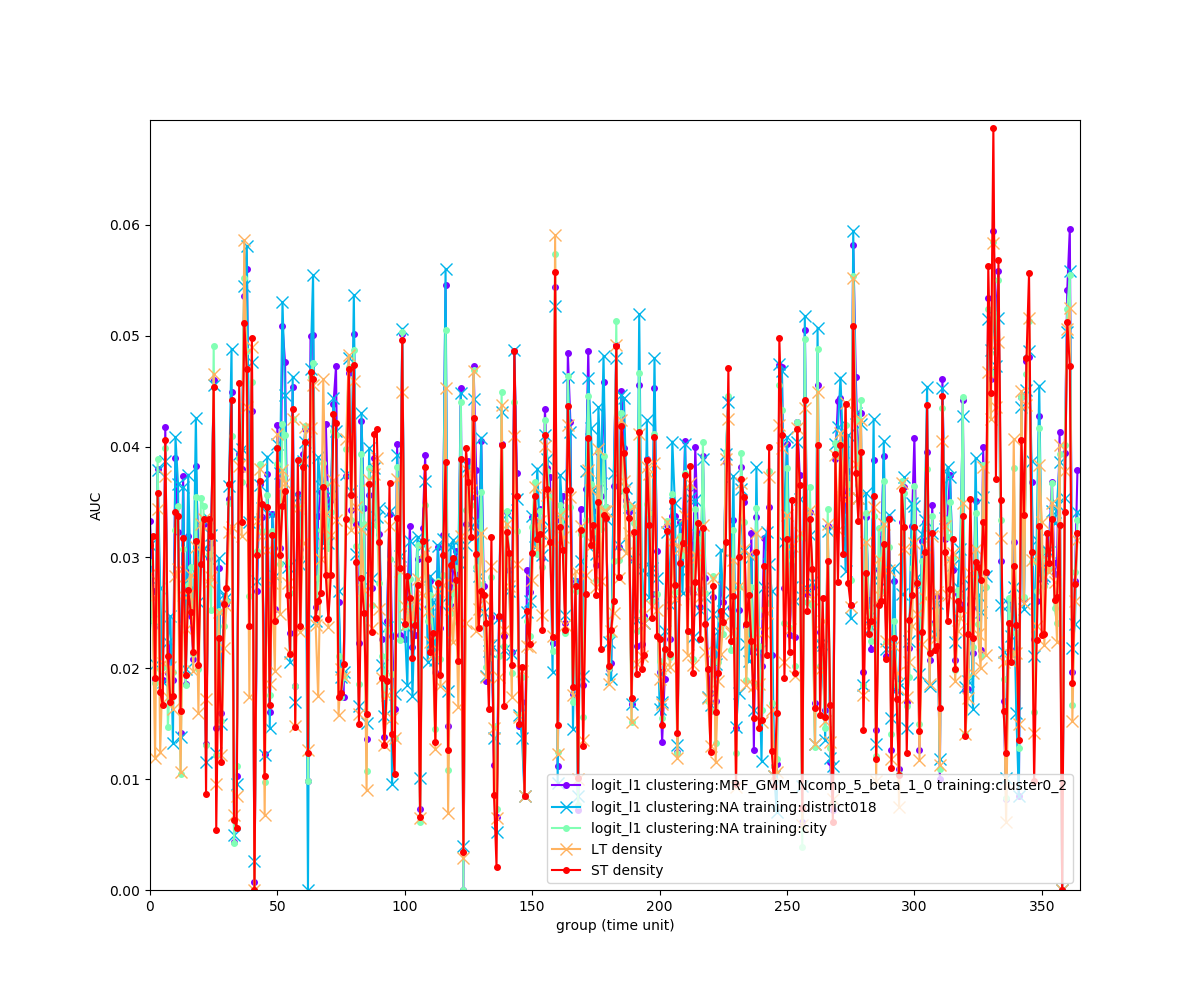 0.06
0.05
0.04
0.03
0.02
0.01
0.00
AUC
0 50 100 150 200 250 300 350
group (time unit)
logit_l1 clustering:MRF_GMM_Ncomp_5_beta_1_0 training:cluster0_2
logit_l1 clustering:NA training:district018
logit_l1 clustering:NA training:city
LT density
ST density